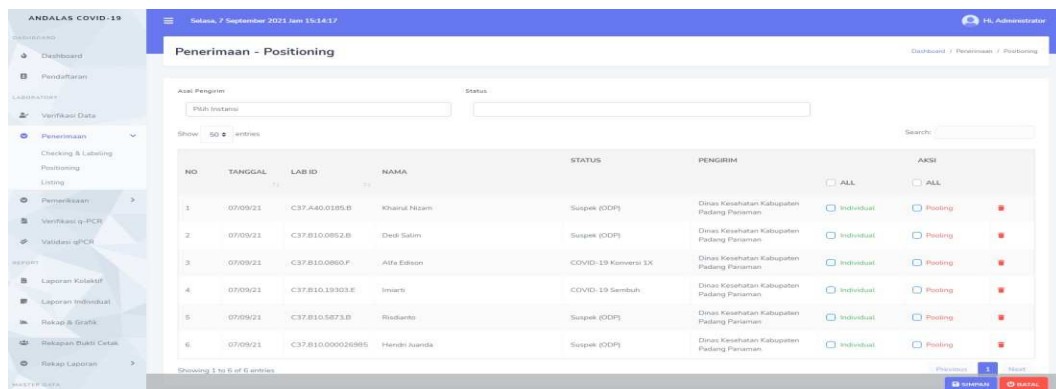 ANDALAS COVID-19
Selasa, 7 September 2021 Jam 15:14:17
Hi, Administrator
DASHBOARD
Dashboard
Pendaftaran
LABORATORY
Verifikasi Data
Penerimaan
Checking & Labeling
Positioning
Listing
Pemeriksaan
Verifikasi q-PCR
Validasi qPCR
REPORT
Laporan Kolektif
Laporan Individual
Rekap & Grafik
Rekapan Bukti Cetak
Rekap Laporan
MASTER DATA
Penerimaan - Positioning
Dashboard / Penerimaan / Positioning
Asal Pengirim
Status
Pilih Instansi
Show 50 entries
Search:
NO TANGGAL LAB ID NAMA STATUS PENGIRIM AKSI
ALL ALL
1 07/09/21 C37.A40.0185.B Khairul Nizam Suspek (ODP) Dinas Kesehatan Kabupaten Padang Pariaman Individual Pooling
2 07/09/21 C37.B10.0852.B Dedi Salim Suspek (ODP) Dinas Kesehatan Kabupaten Padang Pariaman Individual Pooling
3 07/09/21 C37.B10.0860.F Alfa Edison COVID-19 Konversi 1X Dinas Kesehatan Kabupaten Padang Pariaman Individual Pooling
4 07/09/21 C37.B10.19303.E Imiarti COVID-19 Sembuh Dinas Kesehatan Kabupaten Padang Pariaman Individual Pooling
5 07/09/21 C37.B10.5873.B Risdianto Suspek (ODP) Dinas Kesehatan Kabupaten Padang Pariaman Individual Pooling
6 07/09/21 C37.B10.000026985 Hendri Juanda Suspek (ODP) Dinas Kesehatan Kabupaten Padang Pariaman Individual Pooling
Showing 1 to 6 of 6 entries
Previous 1 Next
SIMPAN BATAL